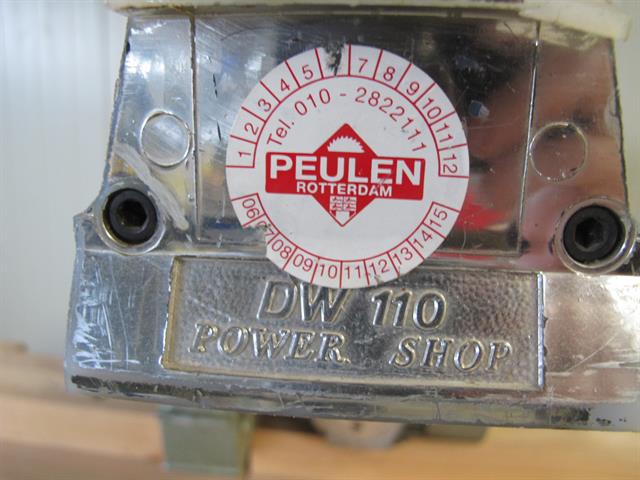 1 2 3 4 5 7 8 9 10 11 12
Tel. 010 - 2822111
PEULEN
ROTTERDAM
06 07 08 09 10 11 12 13 14 15
DW 110
POWER SHOP